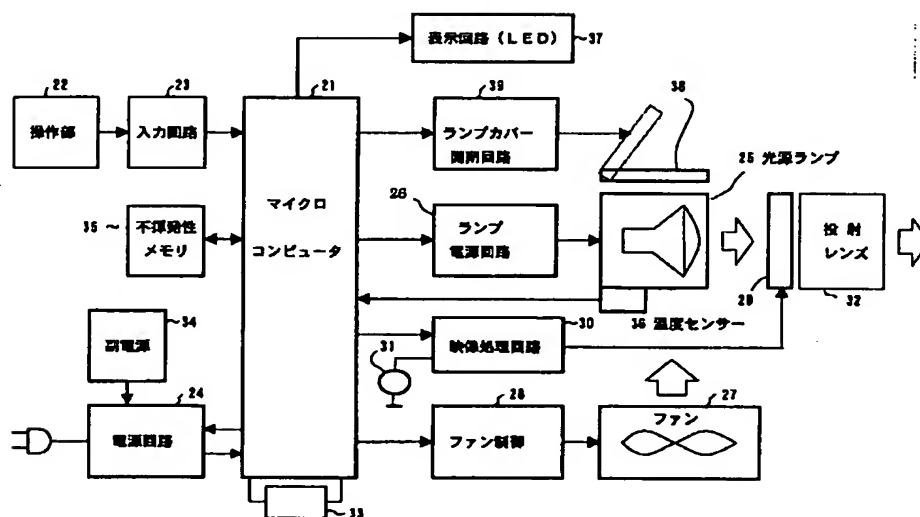 表示回路(LED)
37
22
23
21
39
38
操作部
入力回路
ランプカバー
開閉回路
25 光源ランプ
マイクロ
コンピュータ
35
不揮発性
メモリ
26
ランプ
電源回路
投射
レンズ
29
32
36 温度センサー
34
副電源
30
31
映像処理回路
24
28
27
電源回路
ファン制御
ファン
33